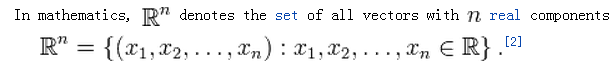 In mathematics, ℝⁿ denotes the set of all vectors with n real components
ℝⁿ = {(x₁, x₂, . . . , xₙ) : x₁, x₂, . . . , xₙ ∈ ℝ} .[2]